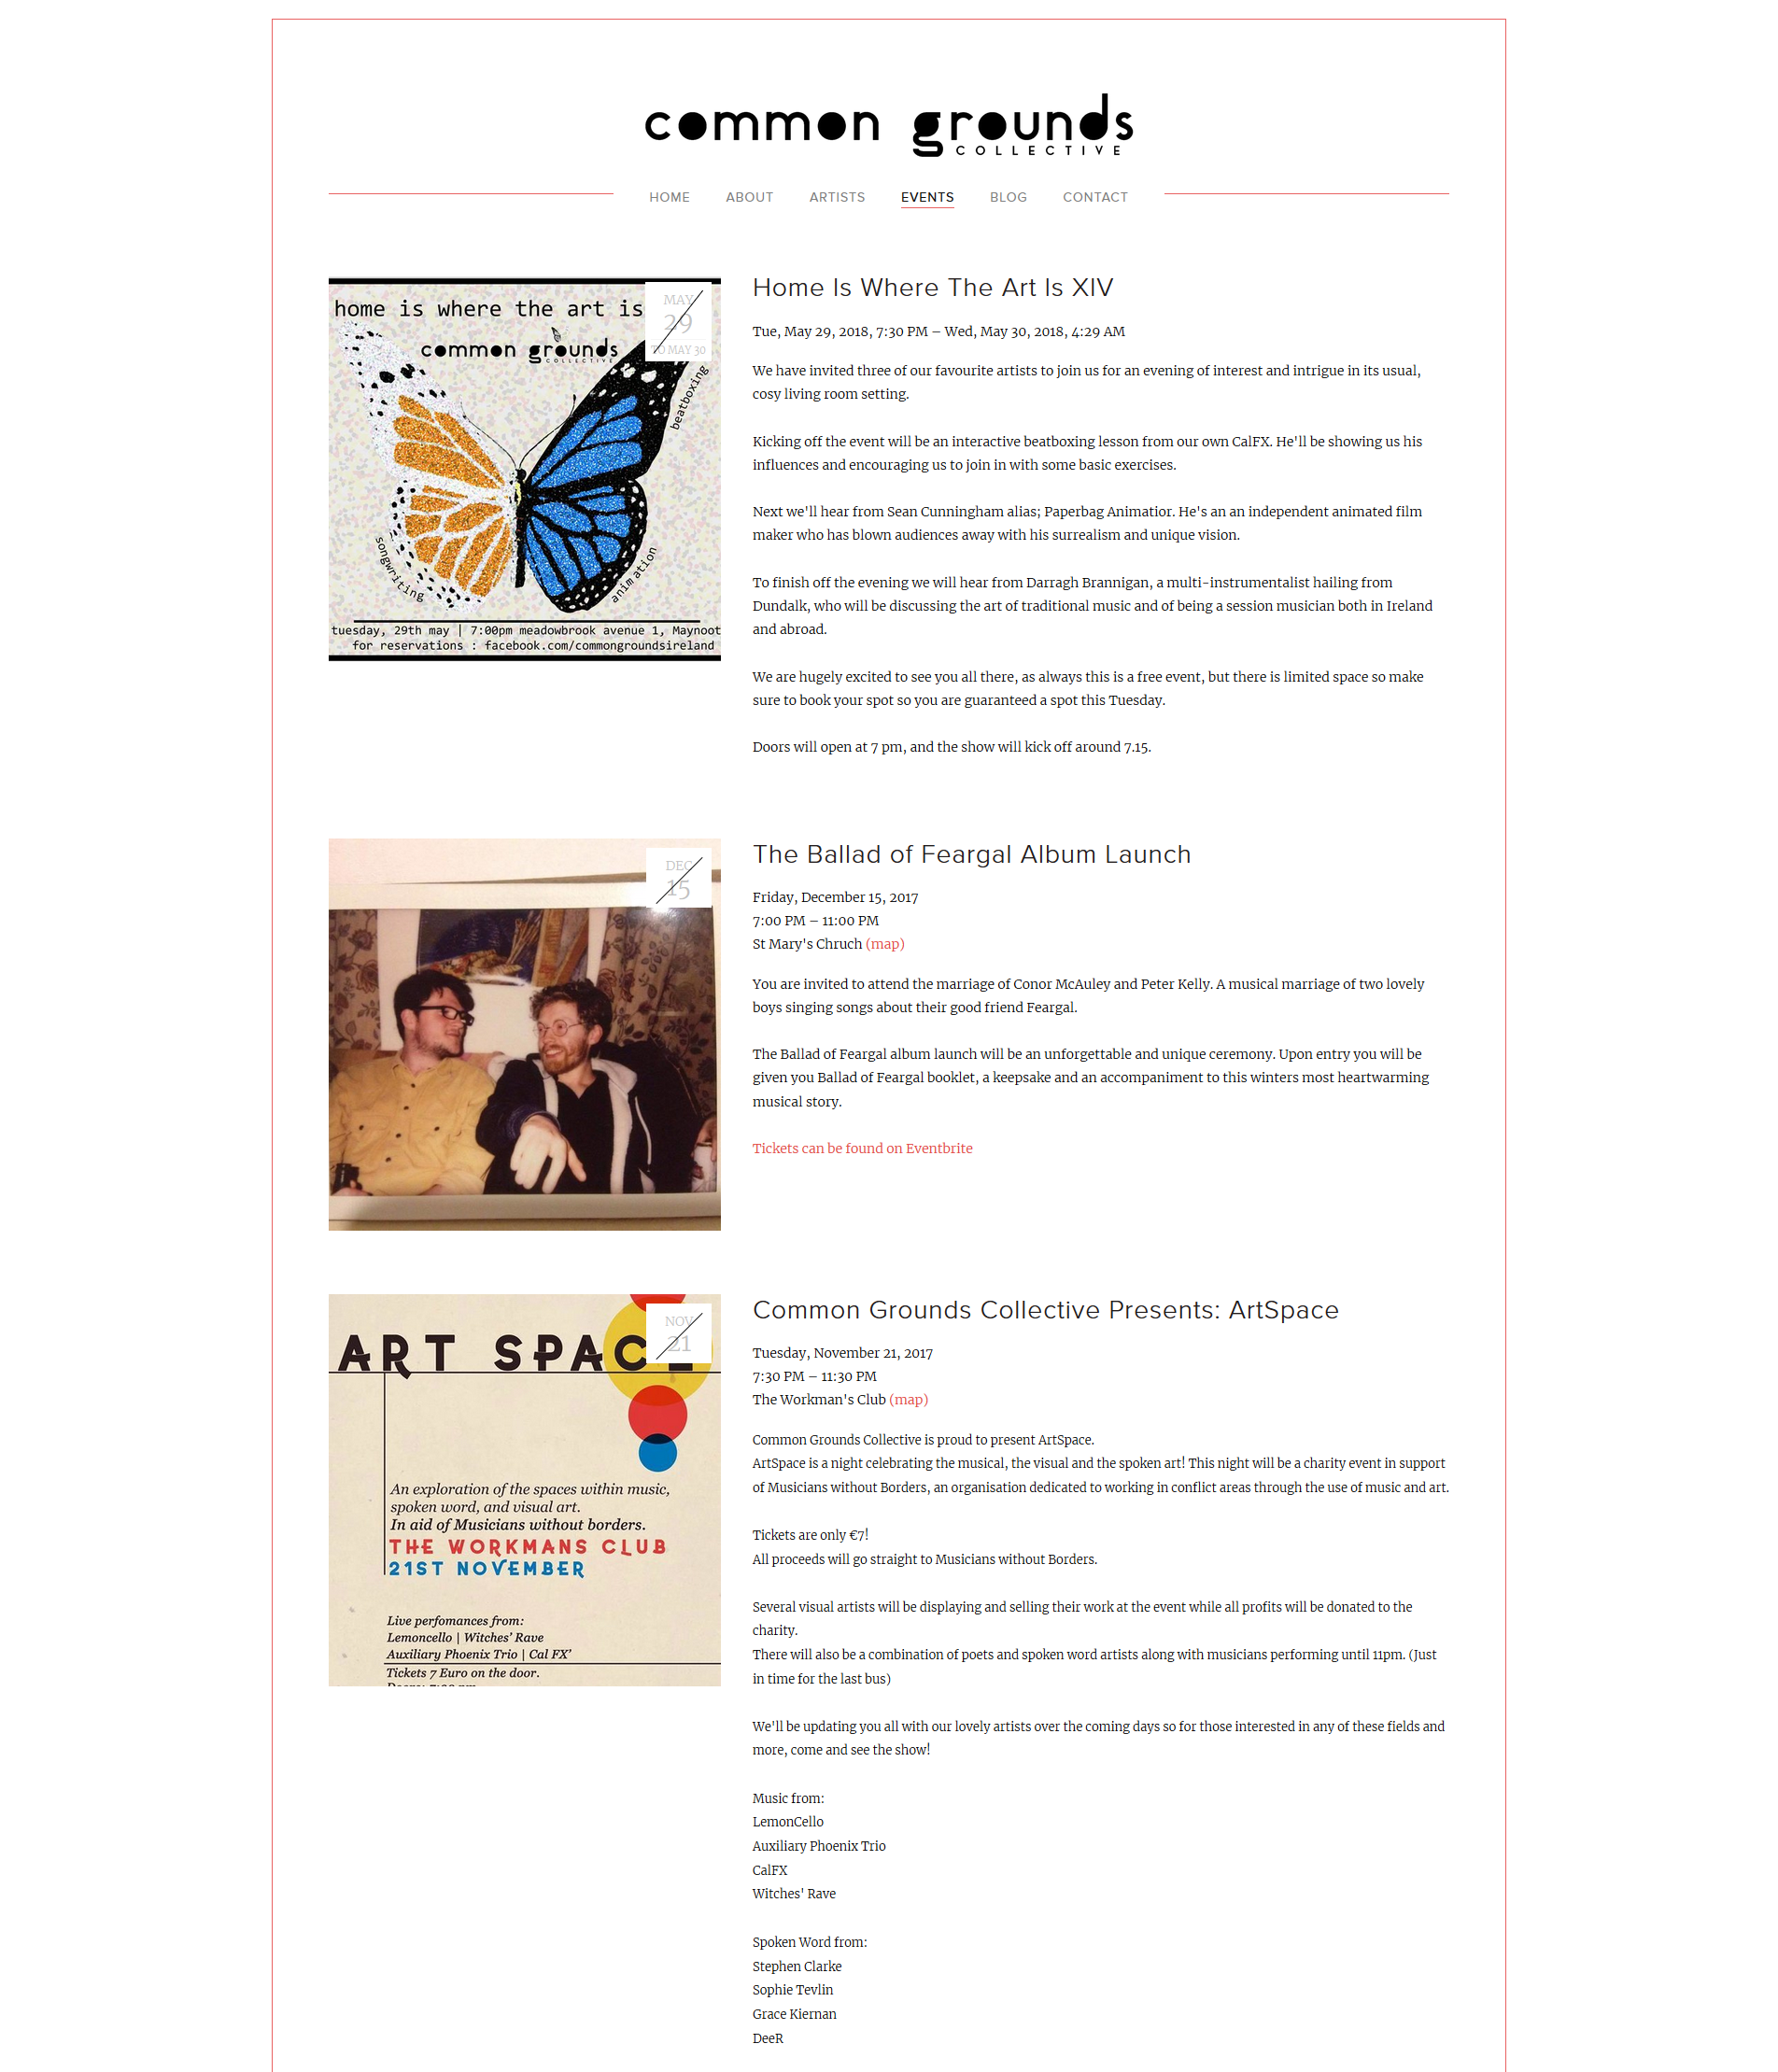 common grounds
COLLECTIVE
HOME ABOUT ARTISTS EVENTS BLOG CONTACT
home is where the art is
common grounds
COLLECTIVE
MAY
29
TO MAY 30
beatboxing
songwriting
animation
tuesday, 29th may | 7:00pm meadowbrook avenue 1, Maynoot
for reservations : facebook.com/commongroundsireland
Home Is Where The Art Is XIV
Tue, May 29, 2018, 7:30 PM – Wed, May 30, 2018, 4:29 AM
We have invited three of our favourite artists to join us for an evening of interest and intrigue in its usual,
cosy living room setting.
Kicking off the event will be an interactive beatboxing lesson from our own CalFX. He'll be showing us his
influences and encouraging us to join in with some basic exercises.
Next we'll hear from Sean Cunningham alias; Paperbag Animatior. He's an an independent animated film
maker who has blown audiences away with his surrealism and unique vision.
To finish off the evening we will hear from Darragh Brannigan, a multi-instrumentalist hailing from
Dundalk, who will be discussing the art of traditional music and of being a session musician both in Ireland
and abroad.
We are hugely excited to see you all there, as always this is a free event, but there is limited space so make
sure to book your spot so you are guaranteed a spot this Tuesday.
Doors will open at 7 pm, and the show will kick off around 7.15.
DEC
15
The Ballad of Feargal Album Launch
Friday, December 15, 2017
7:00 PM – 11:00 PM
St Mary's Chruch (map)
You are invited to attend the marriage of Conor McAuley and Peter Kelly. A musical marriage of two lovely
boys singing songs about their good friend Feargal.
The Ballad of Feargal album launch will be an unforgettable and unique ceremony. Upon entry you will be
given you Ballad of Feargal booklet, a keepsake and an accompaniment to this winters most heartwarming
musical story.
Tickets can be found on Eventbrite
ART SPACE
NOV
21
An exploration of the spaces within music,
spoken word, and visual art.
In aid of Musicians without borders.
THE WORKMANS CLUB
21ST NOVEMBER
Live perfomances from:
Lemoncello | Witches' Rave
Auxiliary Phoenix Trio | Cal FX'
Tickets 7 Euro on the door.
Common Grounds Collective Presents: ArtSpace
Tuesday, November 21, 2017
7:30 PM – 11:30 PM
The Workman's Club (map)
Common Grounds Collective is proud to present ArtSpace.
ArtSpace is a night celebrating the musical, the visual and the spoken art! This night will be a charity event in support
of Musicians without Borders, an organisation dedicated to working in conflict areas through the use of music and art.
Tickets are only €7!
All proceeds will go straight to Musicians without Borders.
Several visual artists will be displaying and selling their work at the event while all profits will be donated to the
charity.
There will also be a combination of poets and spoken word artists along with musicians performing until 11pm. (Just
in time for the last bus)
We'll be updating you all with our lovely artists over the coming days so for those interested in any of these fields and
more, come and see the show!
Music from:
LemonCello
Auxiliary Phoenix Trio
CalFX
Witches' Rave
Spoken Word from:
Stephen Clarke
Sophie Tevlin
Grace Kiernan
DeeR